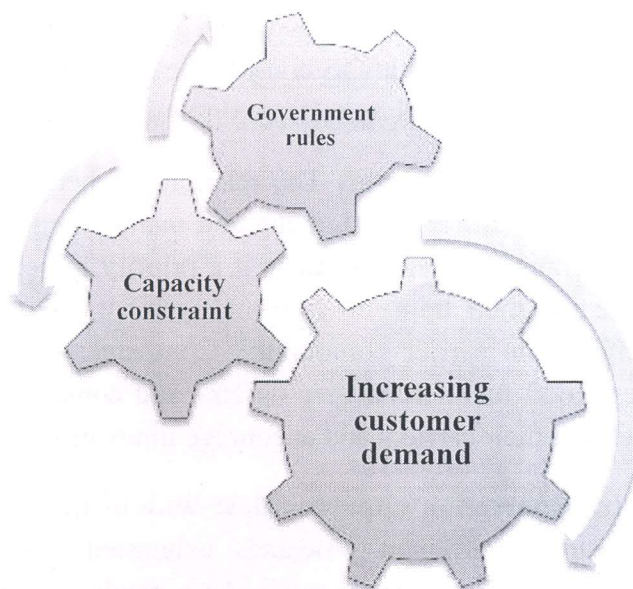 Government
rules
Capacity
constraint
Increasing
customer
demand